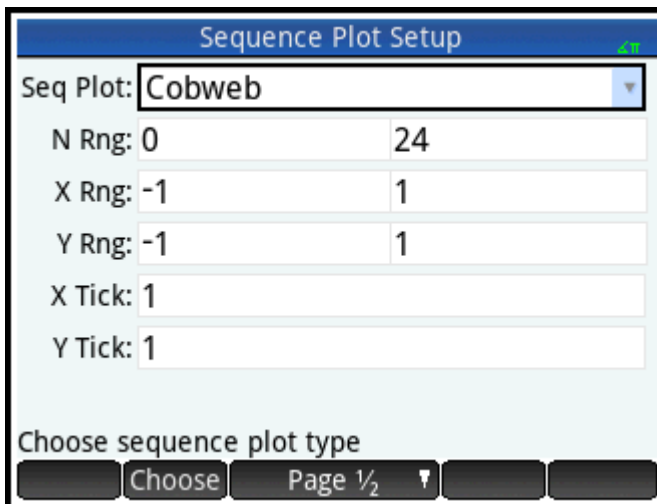 Sequence Plot Setup
∡π
Seq Plot: Cobweb
N Rng: 0 24
X Rng: -1 1
Y Rng: -1 1
X Tick: 1
Y Tick: 1
Choose sequence plot type
Choose Page ½